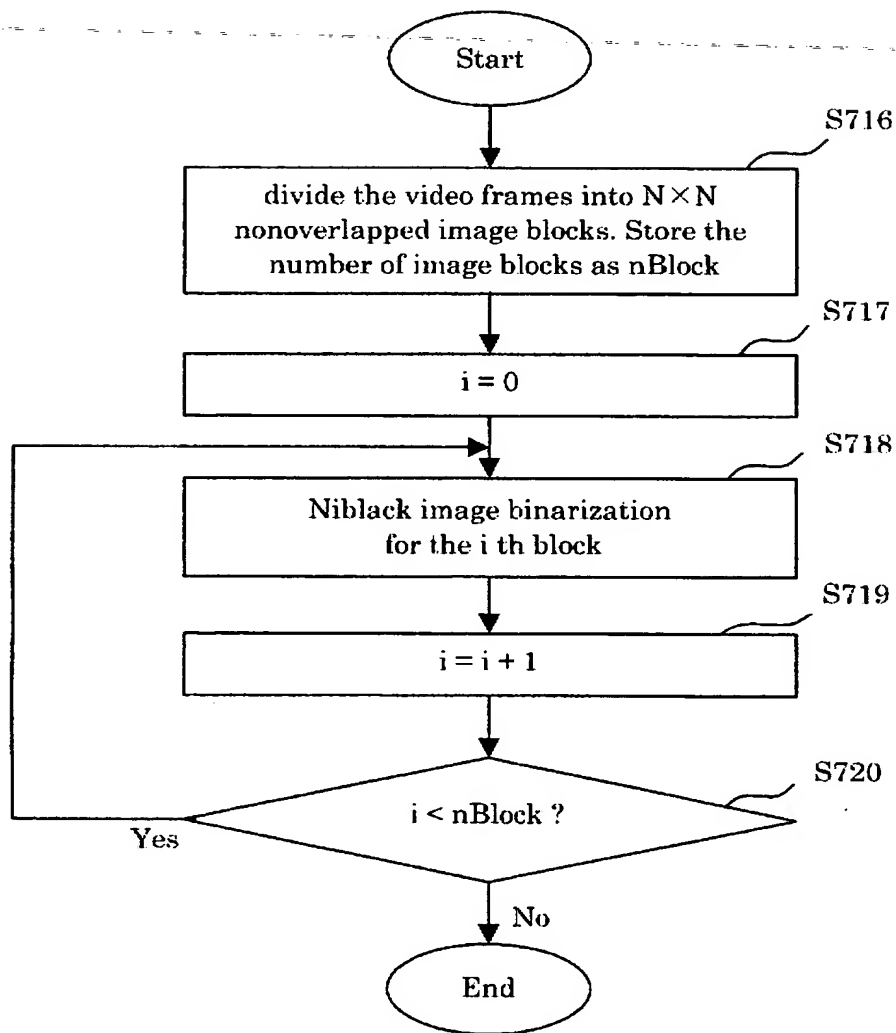 Start
S716
divide the video frames into N×N
nonoverlapped image blocks. Store the
number of image blocks as nBlock
S717
i = 0
S718
Niblack image binarization
for the i th block
S719
i = i + 1
S720
i < nBlock ?
Yes
No
End